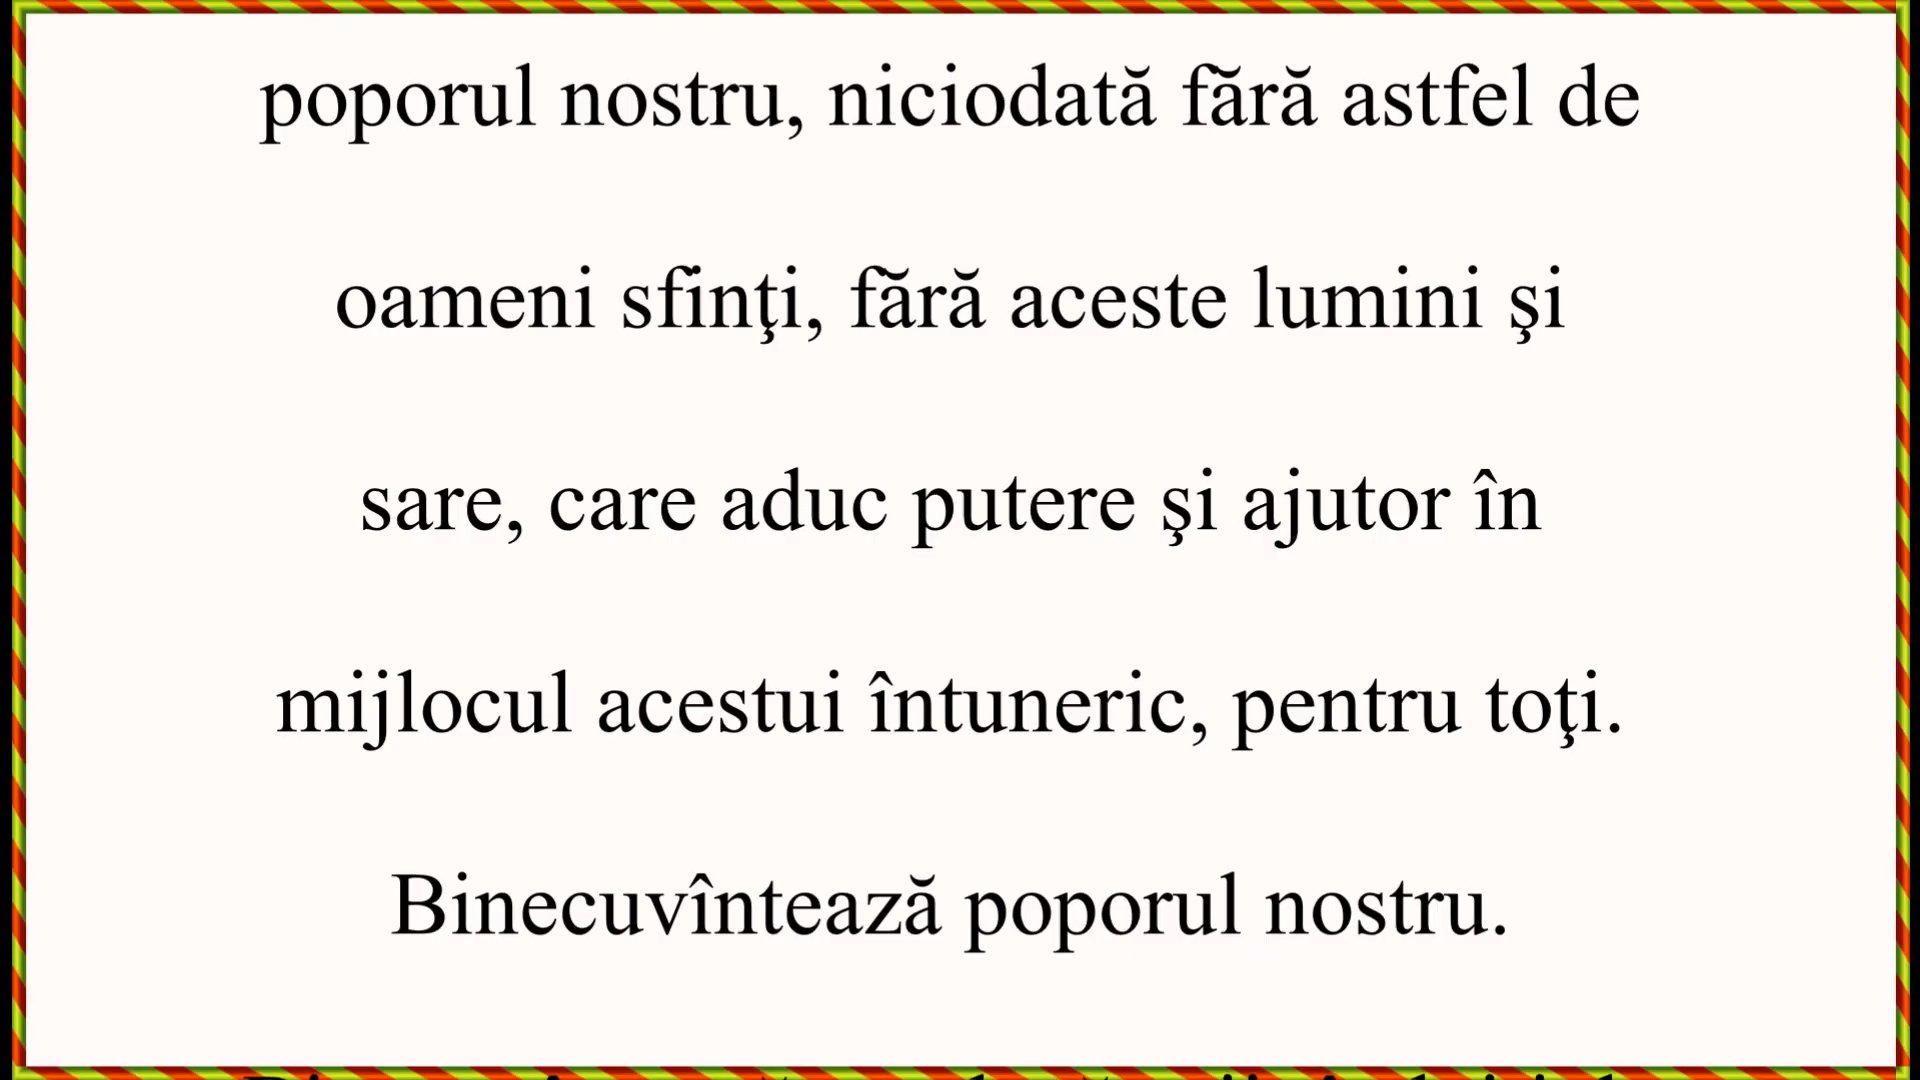 poporul nostru, niciodată fără astfel de
oameni sfinţi, fără aceste lumini şi
sare, care aduc putere şi ajutor în
mijlocul acestui întuneric, pentru toţi.
Binecuvîntează poporul nostru.